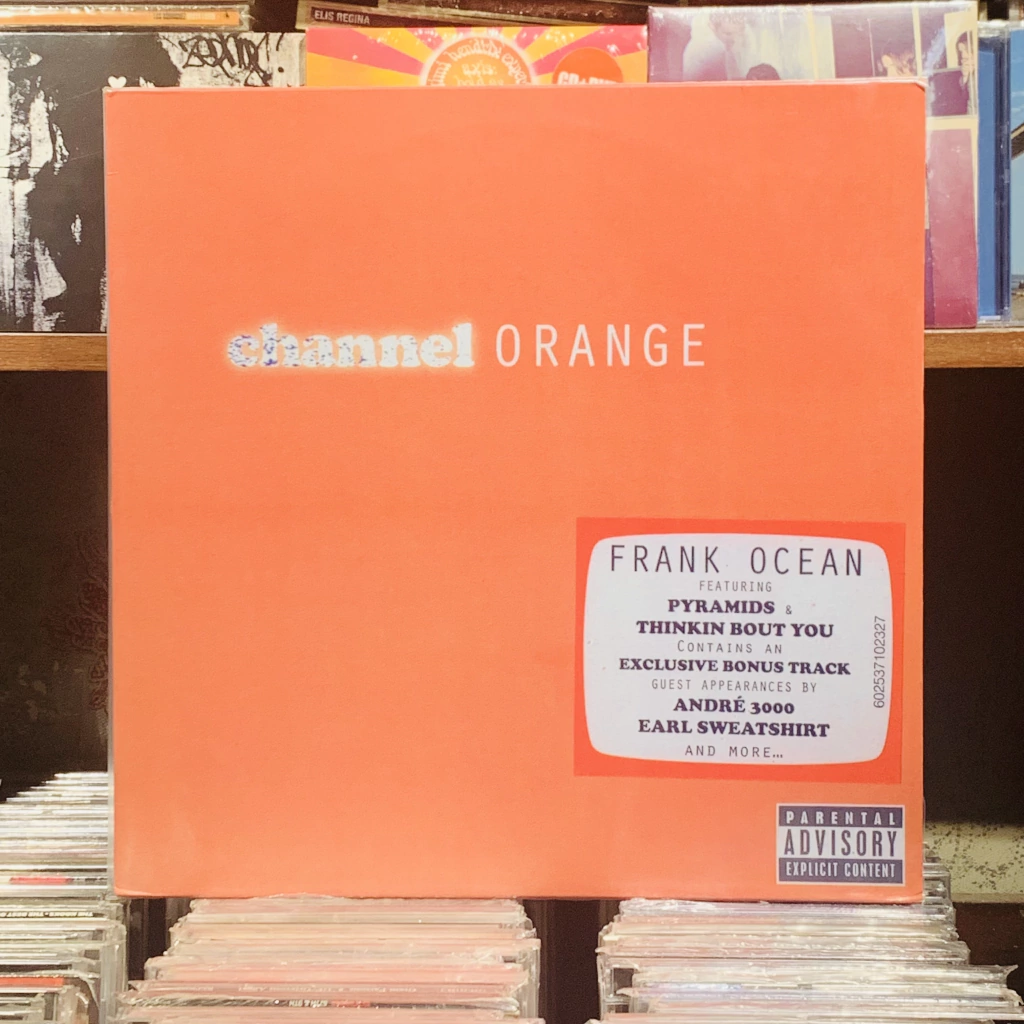 ELIS REGINA
channel ORANGE
FRANK OCEAN
FEATURING
PYRAMIDS &
THINKIN BOUT YOU
CONTAINS AN
EXCLUSIVE BONUS TRACK
GUEST APPEARANCES BY
ANDRÉ 3000
EARL SWEATSHIRT
AND MORE...
602537102327
PARENTAL
ADVISORY
EXPLICIT CONTENT